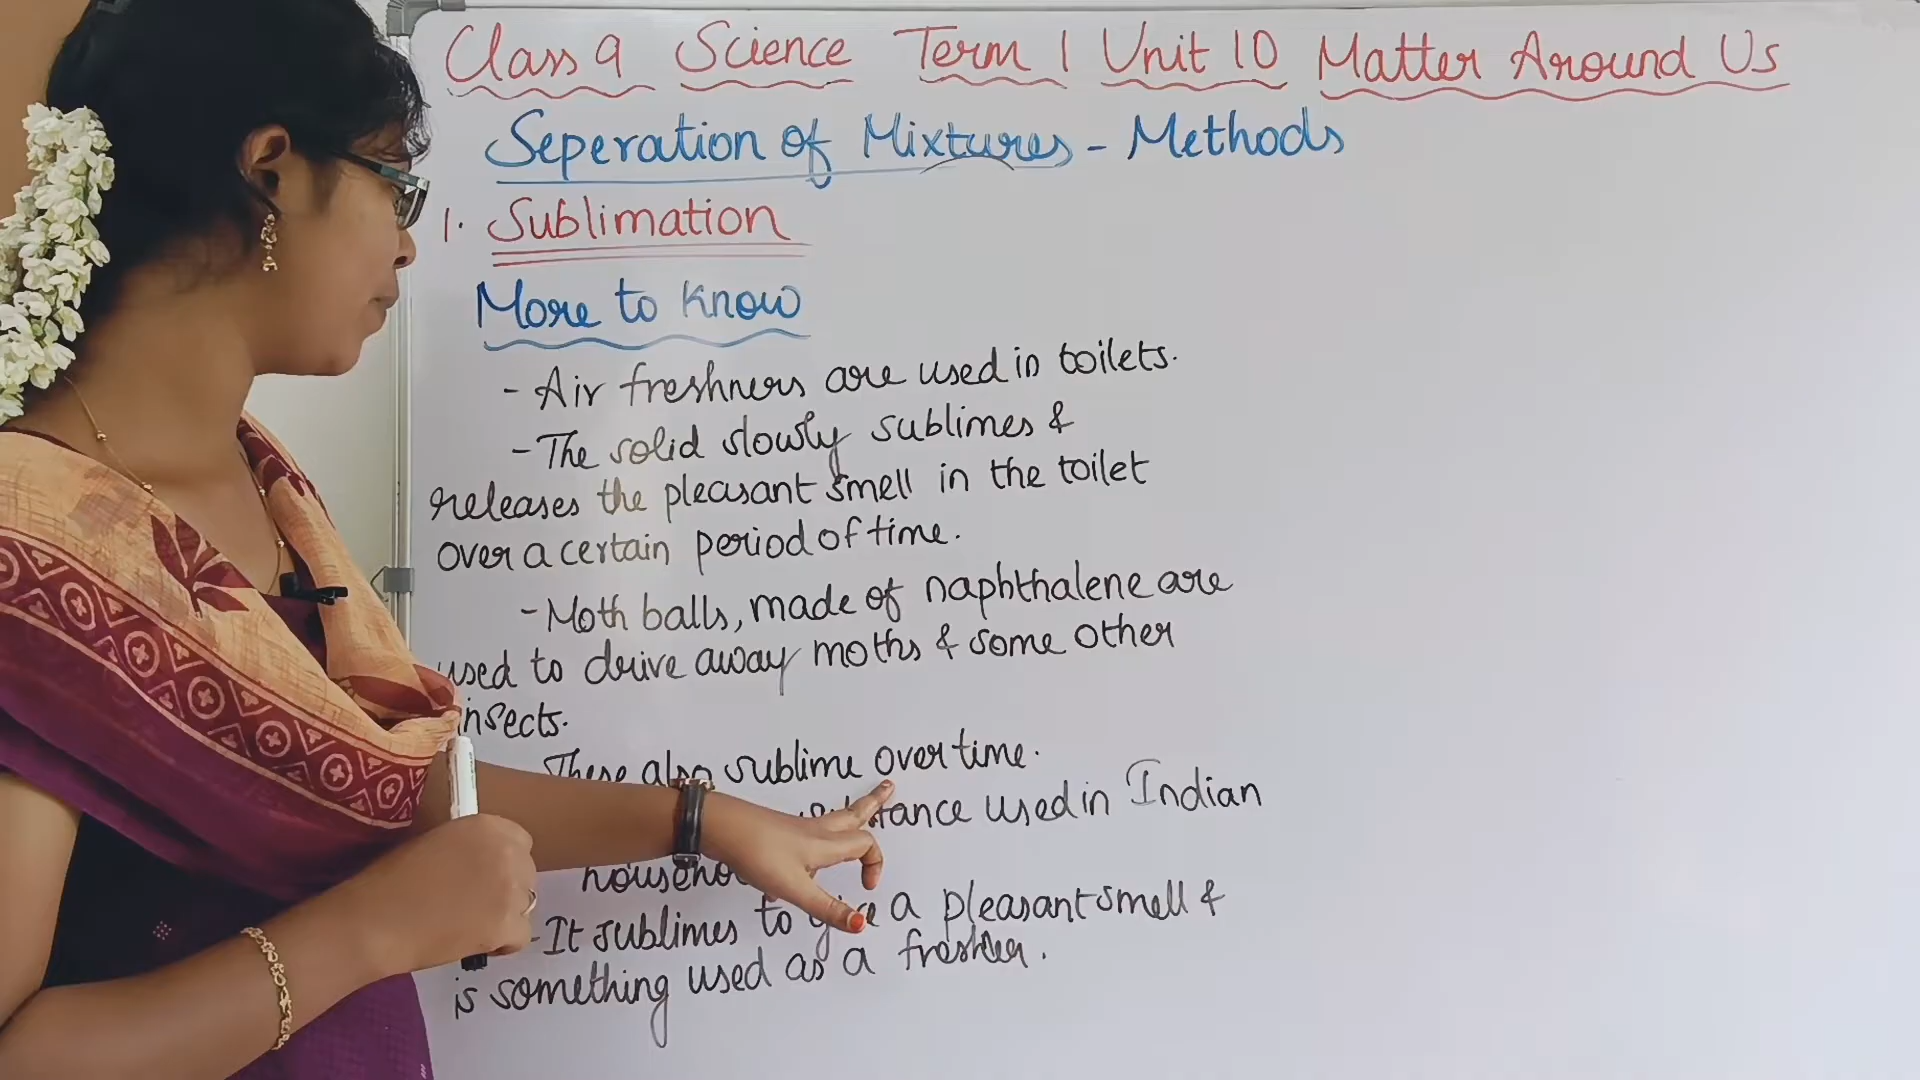 Class 9 Science Term 1 Unit 10 Matter Around Us
Seperation of Mixtures - Methods
1. Sublimation
More to Know
- Air freshners are used in toilets.
- The solid slowly sublimes &
releases the pleasant smell in the toilet
over a certain period of time.
- Moth balls, made of naphthalene are
used to drive away moths & some other
insects.
These also sublime over time.
used in Indian
- It sublimes to give a pleasant smell &
is something used as a